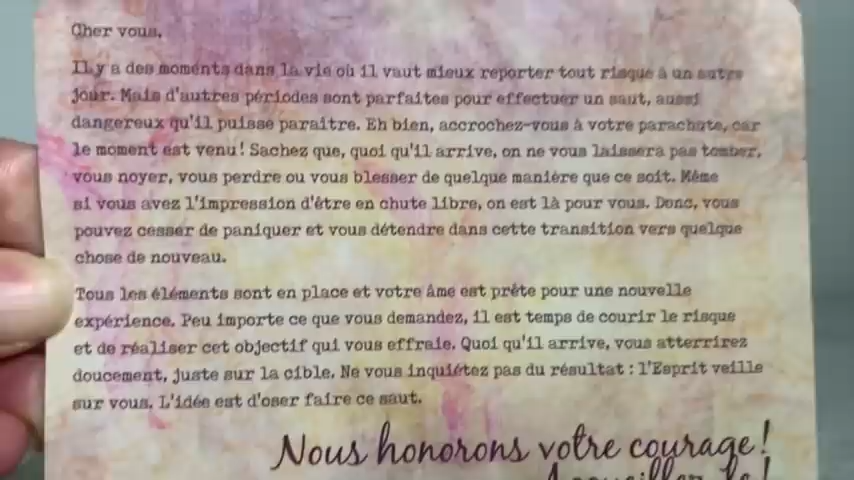 Cher vous,
Il y a des moments dans la vie où il vaut mieux reporter tout risque à un autre
jour. Mais d'autres périodes sont parfaites pour effectuer un saut, aussi
dangereux qu'il puisse paraitre. Eh bien, accrochez-vous à votre parachute, car
le moment est venu! Sachez que, quoi qu'il arrive, on ne vous laissera pas tomber,
vous noyer, vous perdre ou vous blesser de quelque manière que ce soit. Même
si vous avez l'impression d'être en chute libre, on est là pour vous. Donc, vous
pouvez cesser de paniquer et vous détendre dans cette transition vers quelque
chose de nouveau.
Tous les éléments sont en place et votre âme est prête pour une nouvelle
expérience. Peu importe ce que vous demandez, il est temps de courir le risque
et de réaliser cet objectif qui vous effraie. Quoi qu'il arrive, vous atterrirez
doucement, juste sur la cible. Ne vous inquiétez pas du résultat : l'Esprit veille
sur vous. L'idée est d'oser faire ce saut.
Nous honorons votre courage!